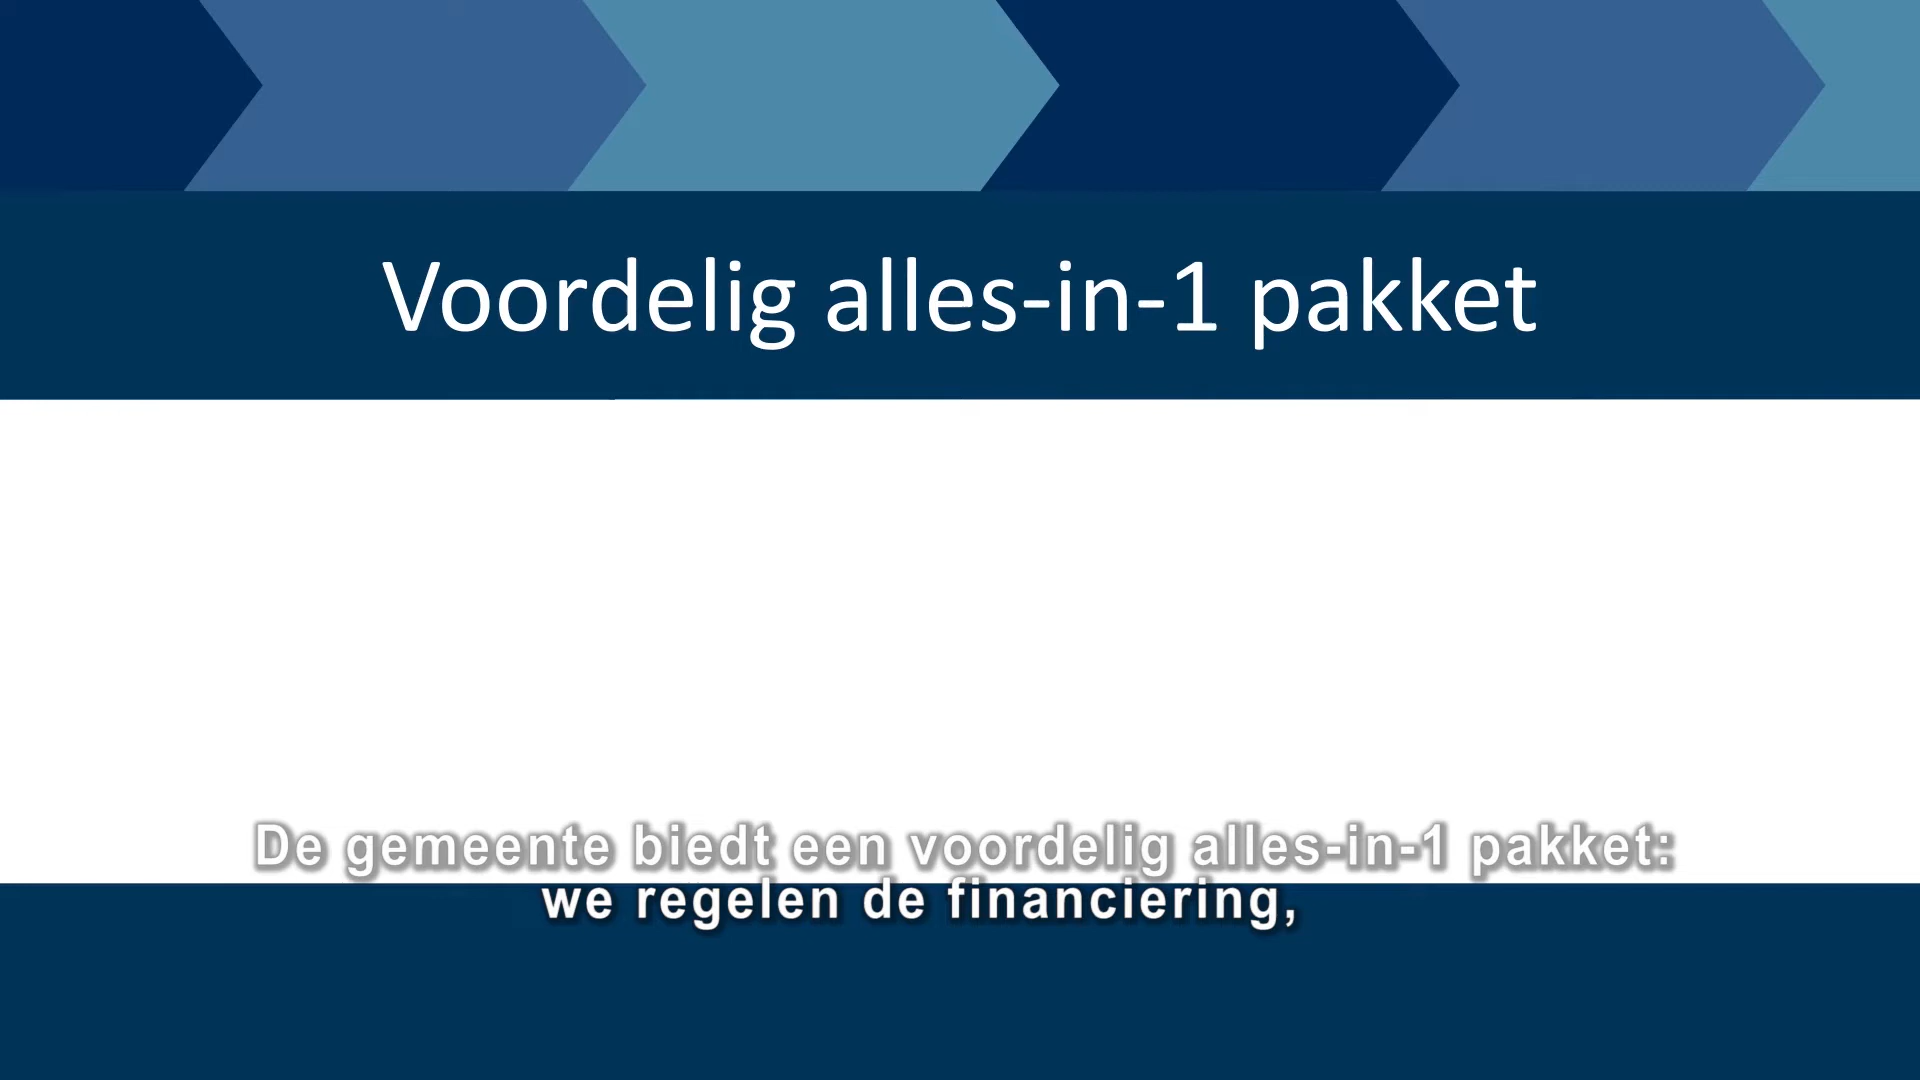 Voordelig alles-in-1 pakket
De gemeente biedt een voordelig alles-in-1 pakket:
we regelen de financiering,